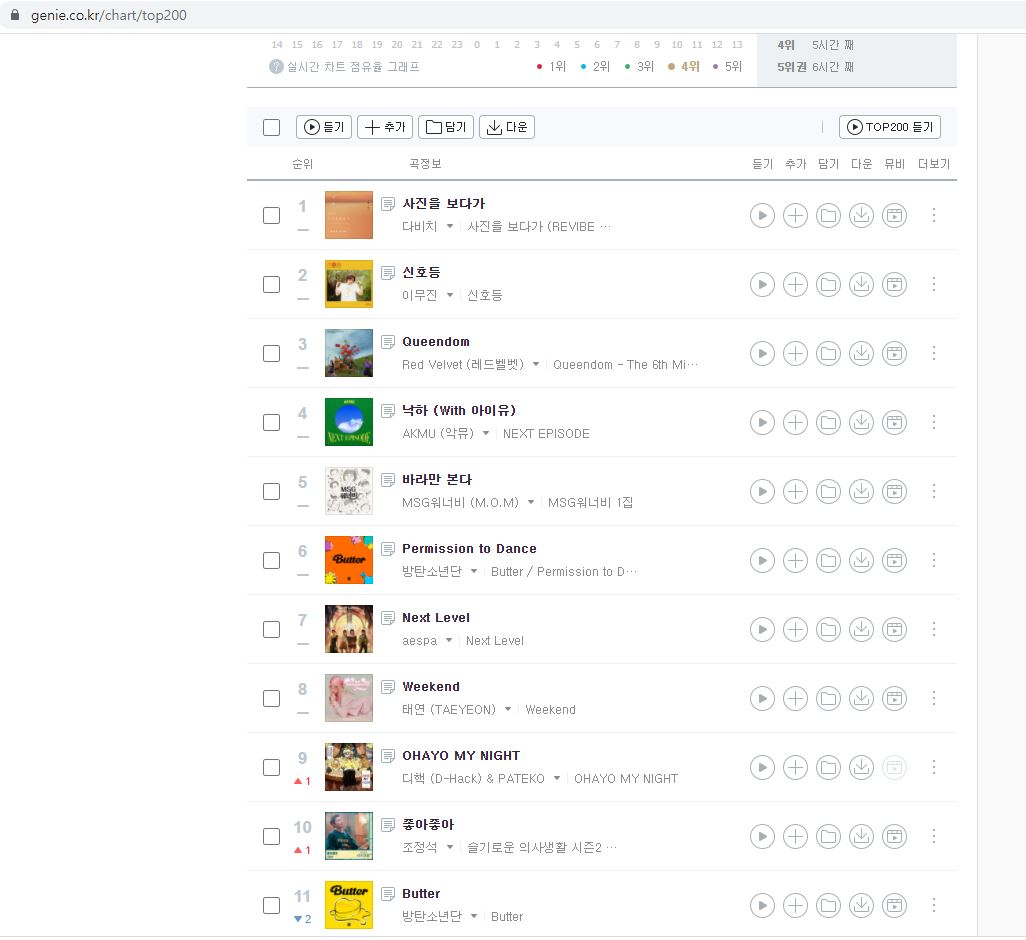 genie.co.kr/chart/top200
14 15 16 17 18 19 20 21 22 23 0 1 2 3 4 5 6 7 8 9 10 11 12 13
4위 5시간 째
실시간 차트 점유율 그래프
1위 2위 3위 4위 5위
5위권 6시간 째
듣기 추가 담기 다운
TOP200 듣기
순위 곡정보 듣기 추가 담기 다운 뮤비 더보기
1 사진을 보다가
다비치 사진을 보다가 (REVIBE ···
2 신호등
이무진 신호등
3 Queendom
Red Velvet (레드벨벳) Queendom - The 6th Mi···
4 낙하 (With 아이유)
AKMU (악뮤) NEXT EPISODE
NEXT EPISODE
5 바라만 본다
MSG워너비 (M.O.M) MSG워너비 1집
MSG
워너비
6 Permission to Dance
방탄소년단 Butter / Permission to D···
Butter
7 Next Level
aespa Next Level
8 Weekend
태연 (TAEYEON) Weekend
9 OHAYO MY NIGHT
1 디핵 (D-Hack) & PATEKO OHAYO MY NIGHT
10 좋아좋아
1 조정석 슬기로운 의사생활 시즌2 ···
11 Butter
2 방탄소년단 Butter
Butter